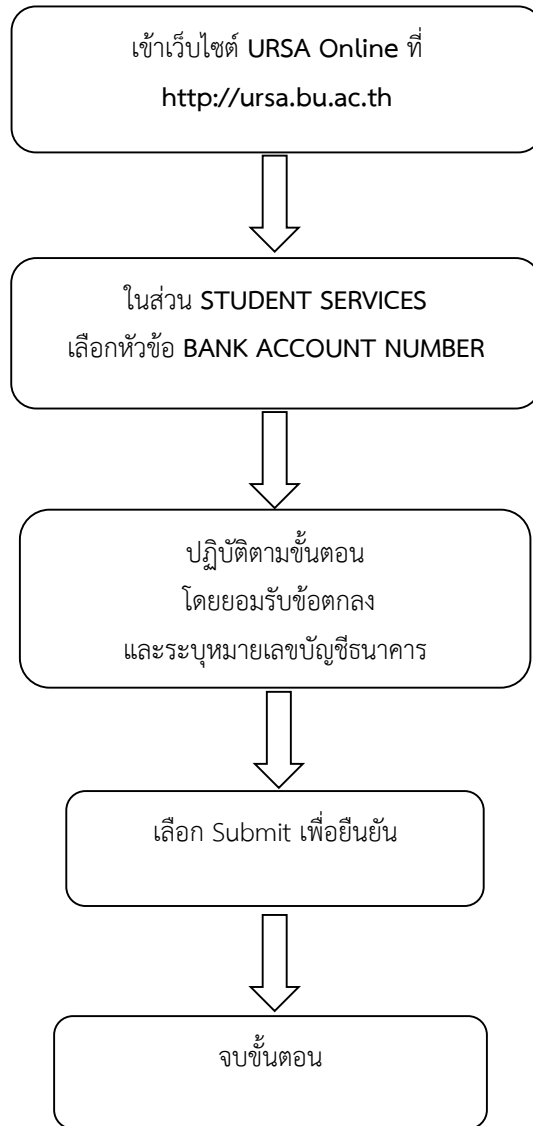 เข้าเว็บไซต์ URSA Online ที่
http://ursa.bu.ac.th
ในส่วน STUDENT SERVICES
เลือกหัวข้อ BANK ACCOUNT NUMBER
ปฏิบัติตามขั้นตอน
โดยยอมรับข้อตกลง
และระบุหมายเลขบัญชีธนาคาร
เลือก Submit เพื่อยืนยัน
จบขั้นตอน